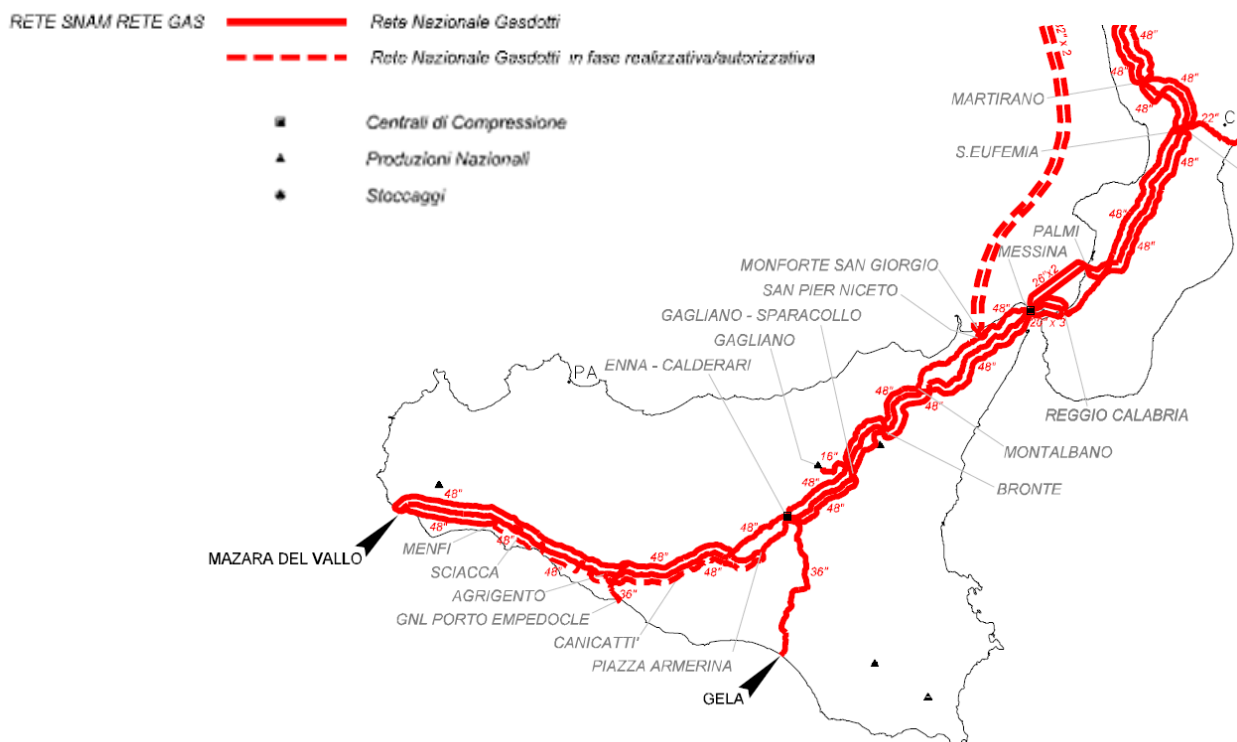 RETE SNAM RETE GAS
Rete Nazionale Gasdotti
Rete Nazionale Gasdotti in fase realizzativa/autorizzativa
Centrali di Compressione
Produzioni Nazionali
Stoccaggi
48"
48"
MARTIRANO
48"
48"
22"
C
S.EUFEMIA
48"
48"
PALMI
48"
MESSINA
MONFORTE SAN GIORGIO
26"x2
SAN PIER NICETO
48"
20" x 3
GAGLIANO - SPARACOLLO
GAGLIANO
48"
ENNA - CALDERARI
PA
48"
48"
REGGIO CALABRIA
MONTALBANO
16"
48"
BRONTE
48"
48"
48"
48"
MAZARA DEL VALLO
MENFI
48"
SCIACCA
48"
48"
48"
36"
AGRIGENTO
36"
GNL PORTO EMPEDOCLE
CANICATTI'
PIAZZA ARMERINA
GELA